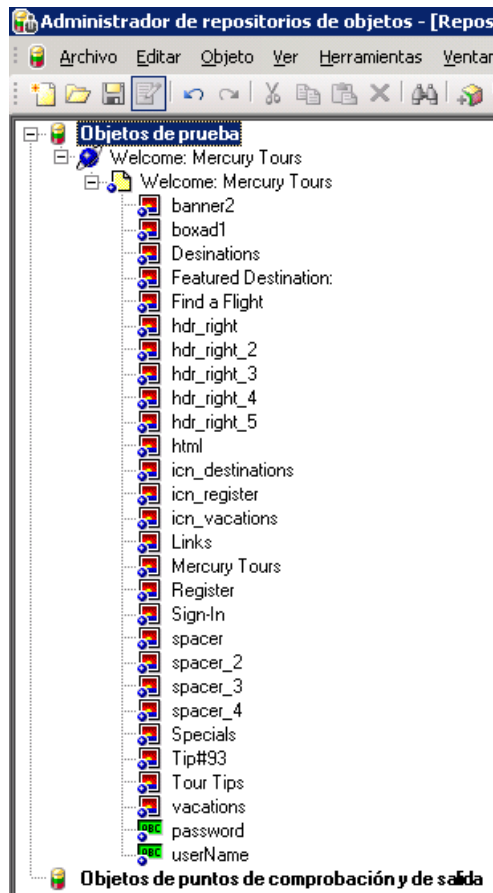 Administrador de repositorios de objetos - [Repos
Archivo Editar Objeto Ver Herramientas Ventan
Objetos de prueba
Welcome: Mercury Tours
Welcome: Mercury Tours
banner2
boxad1
Desinations
Featured Destination:
Find a Flight
hdr_right
hdr_right_2
hdr_right_3
hdr_right_4
hdr_right_5
html
icn_destinations
icn_register
icn_vacations
Links
Mercury Tours
Register
Sign-In
spacer
spacer_2
spacer_3
spacer_4
Specials
Tip#93
Tour Tips
vacations
ABC password
ABC userName
Objetos de puntos de comprobación y de salida